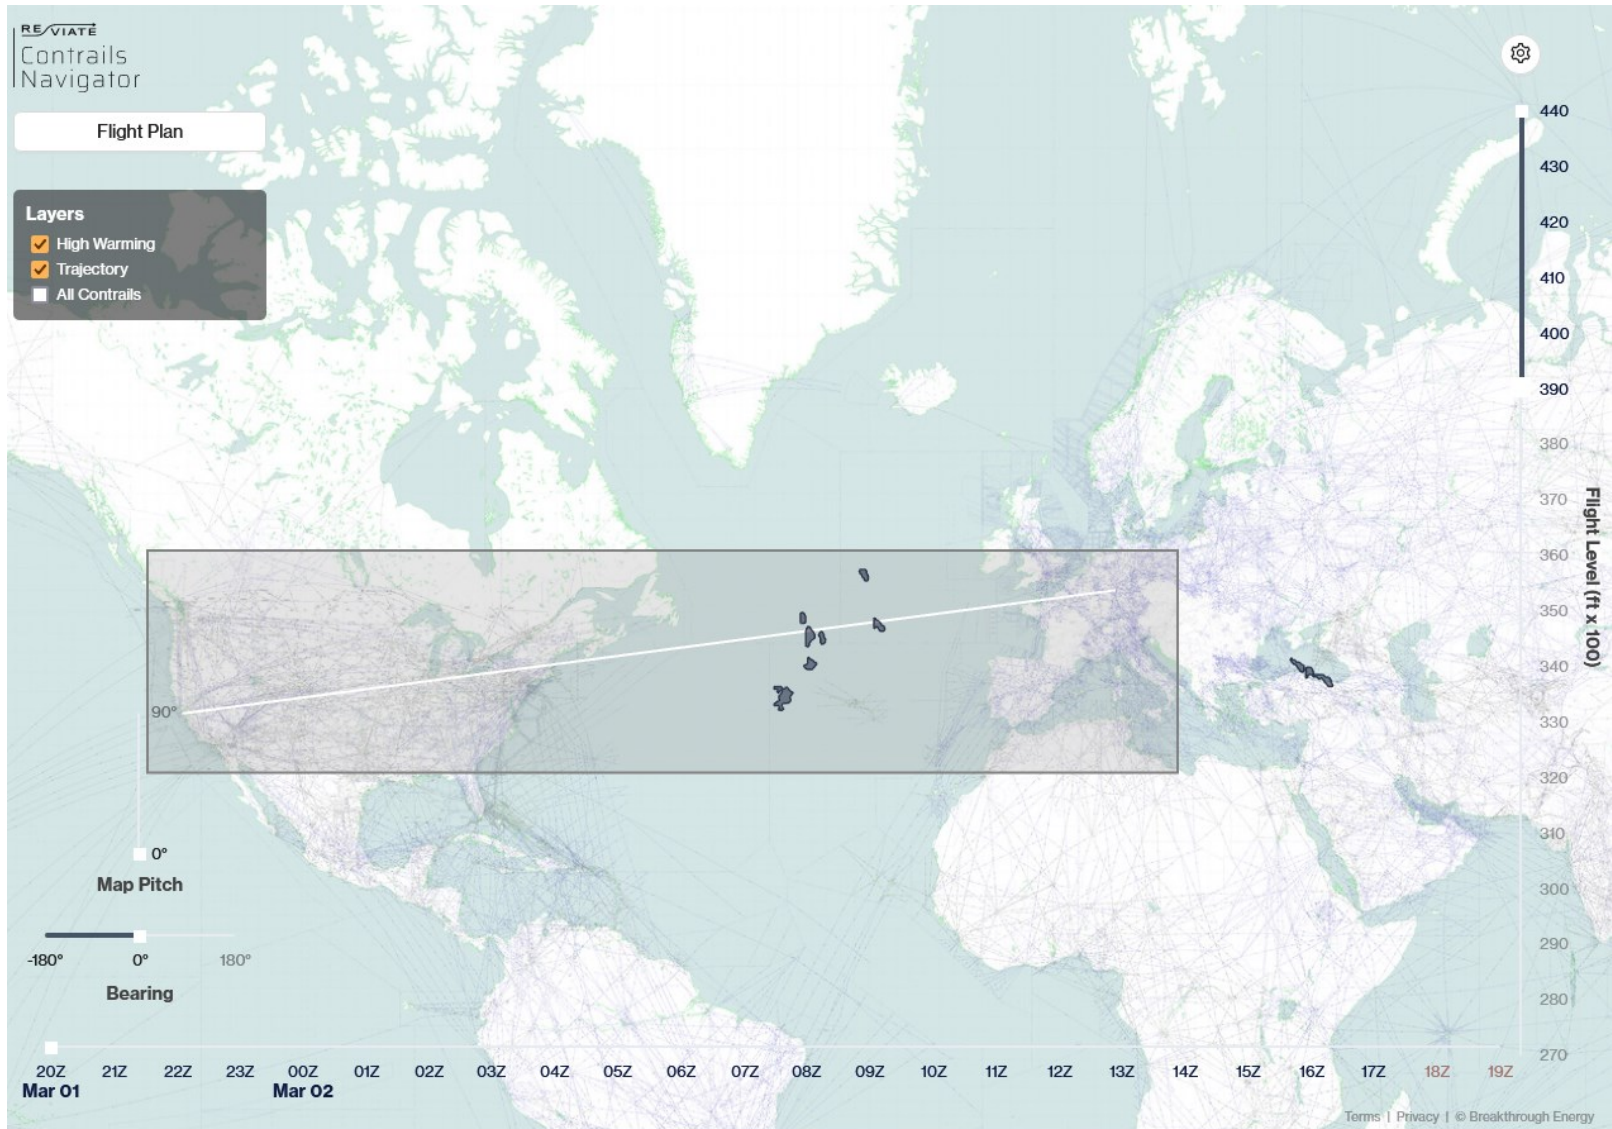 RE/VIATE
Contrails
Navigator
Flight Plan
Layers
High Warming
Trajectory
All Contrails
440
430
420
410
400
390
380
370
360
350
340
330
320
310
300
290
280
270
Flight Level (ft x 100)
90°
0°
Map Pitch
-180° 0° 180°
Bearing
20Z 21Z 22Z 23Z 00Z 01Z 02Z 03Z 04Z 05Z 06Z 07Z 08Z 09Z 10Z 11Z 12Z 13Z 14Z 15Z 16Z 17Z 18Z 19Z
Mar 01 Mar 02
Terms | Privacy | © Breakthrough Energy